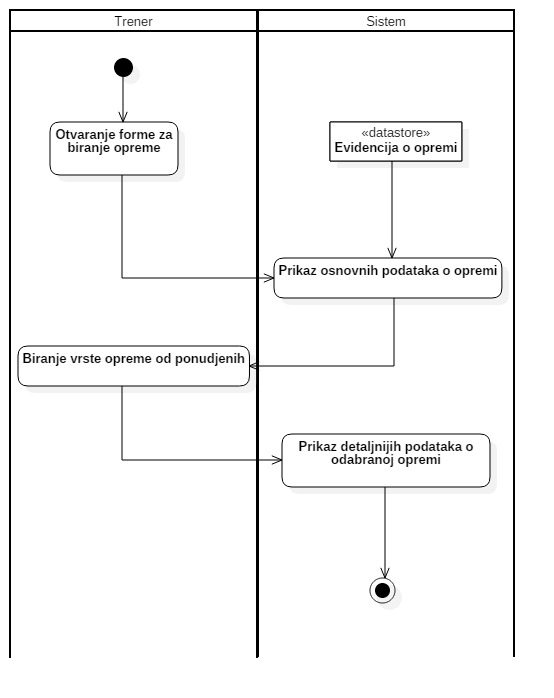 Trener
Sistem
Otvaranje forme za
biranje opreme
«datastore»
Evidencija o opremi
Prikaz osnovnih podataka o opremi
Biranje vrste opreme od ponudjenih
Prikaz detaljnijih podataka o
odabranoj opremi